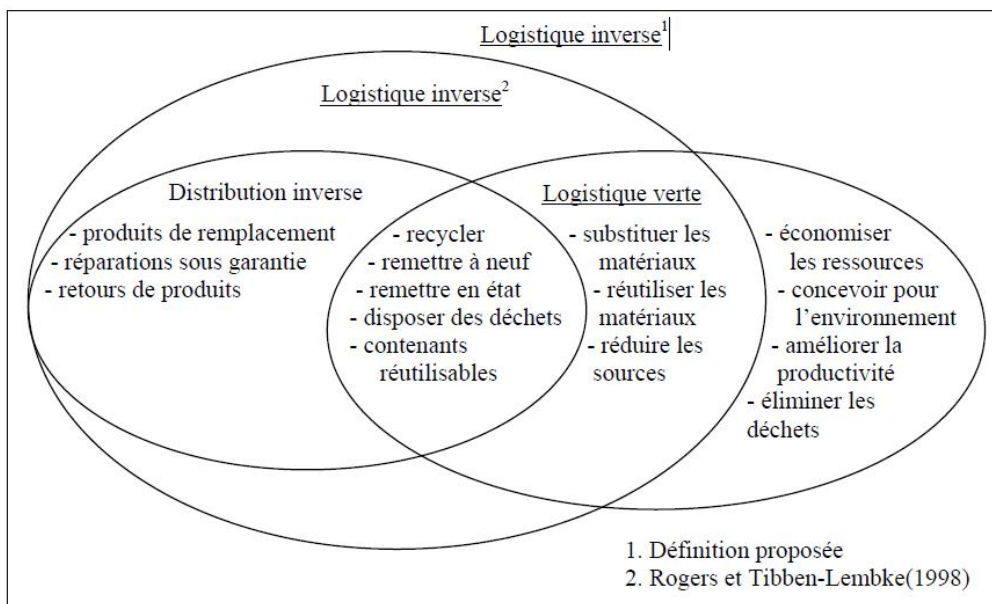 Logistique inverse¹
Logistique inverse²
Distribution inverse
- produits de remplacement
- réparations sous garantie
- retours de produits
- recycler
- remettre à neuf
- remettre en état
- disposer des déchets
- contenants
réutilisables
Logistique verte
- substituer les
matériaux
- réutiliser les
matériaux
- réduire les
sources
- économiser
les ressources
- concevoir pour
l'environnement
- améliorer la
productivité
- éliminer les
déchets
1. Définition proposée
2. Rogers et Tibben-Lembke(1998)